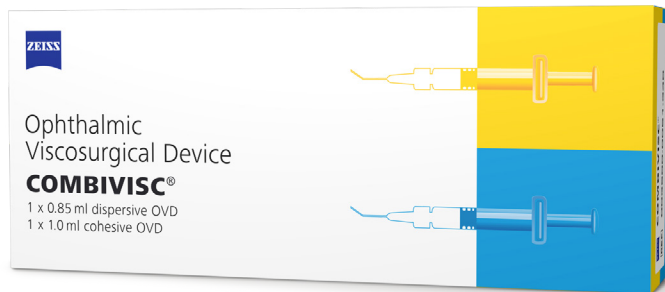 ZEISS
Ophthalmic
Viscosurgical Device
COMBIVISC®
1 x 0.85 ml dispersive OVD
1 x 1.0 ml cohesive OVD